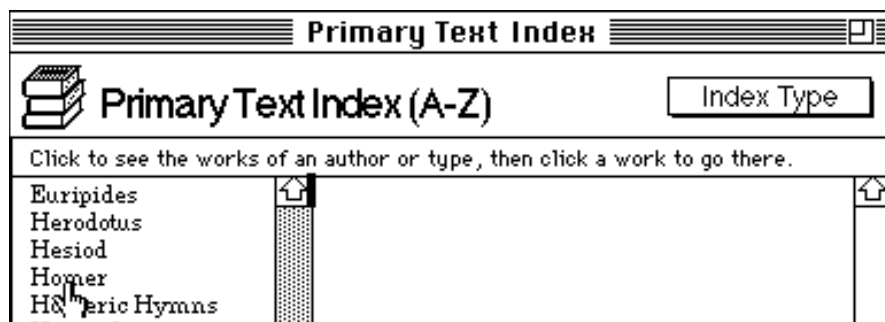 Primary Text Index
Primary Text Index (A-Z)
Index Type
Click to see the works of an author or type, then click a work to go there.
Euripides
Herodotus
Hesiod
Homer
Hymns